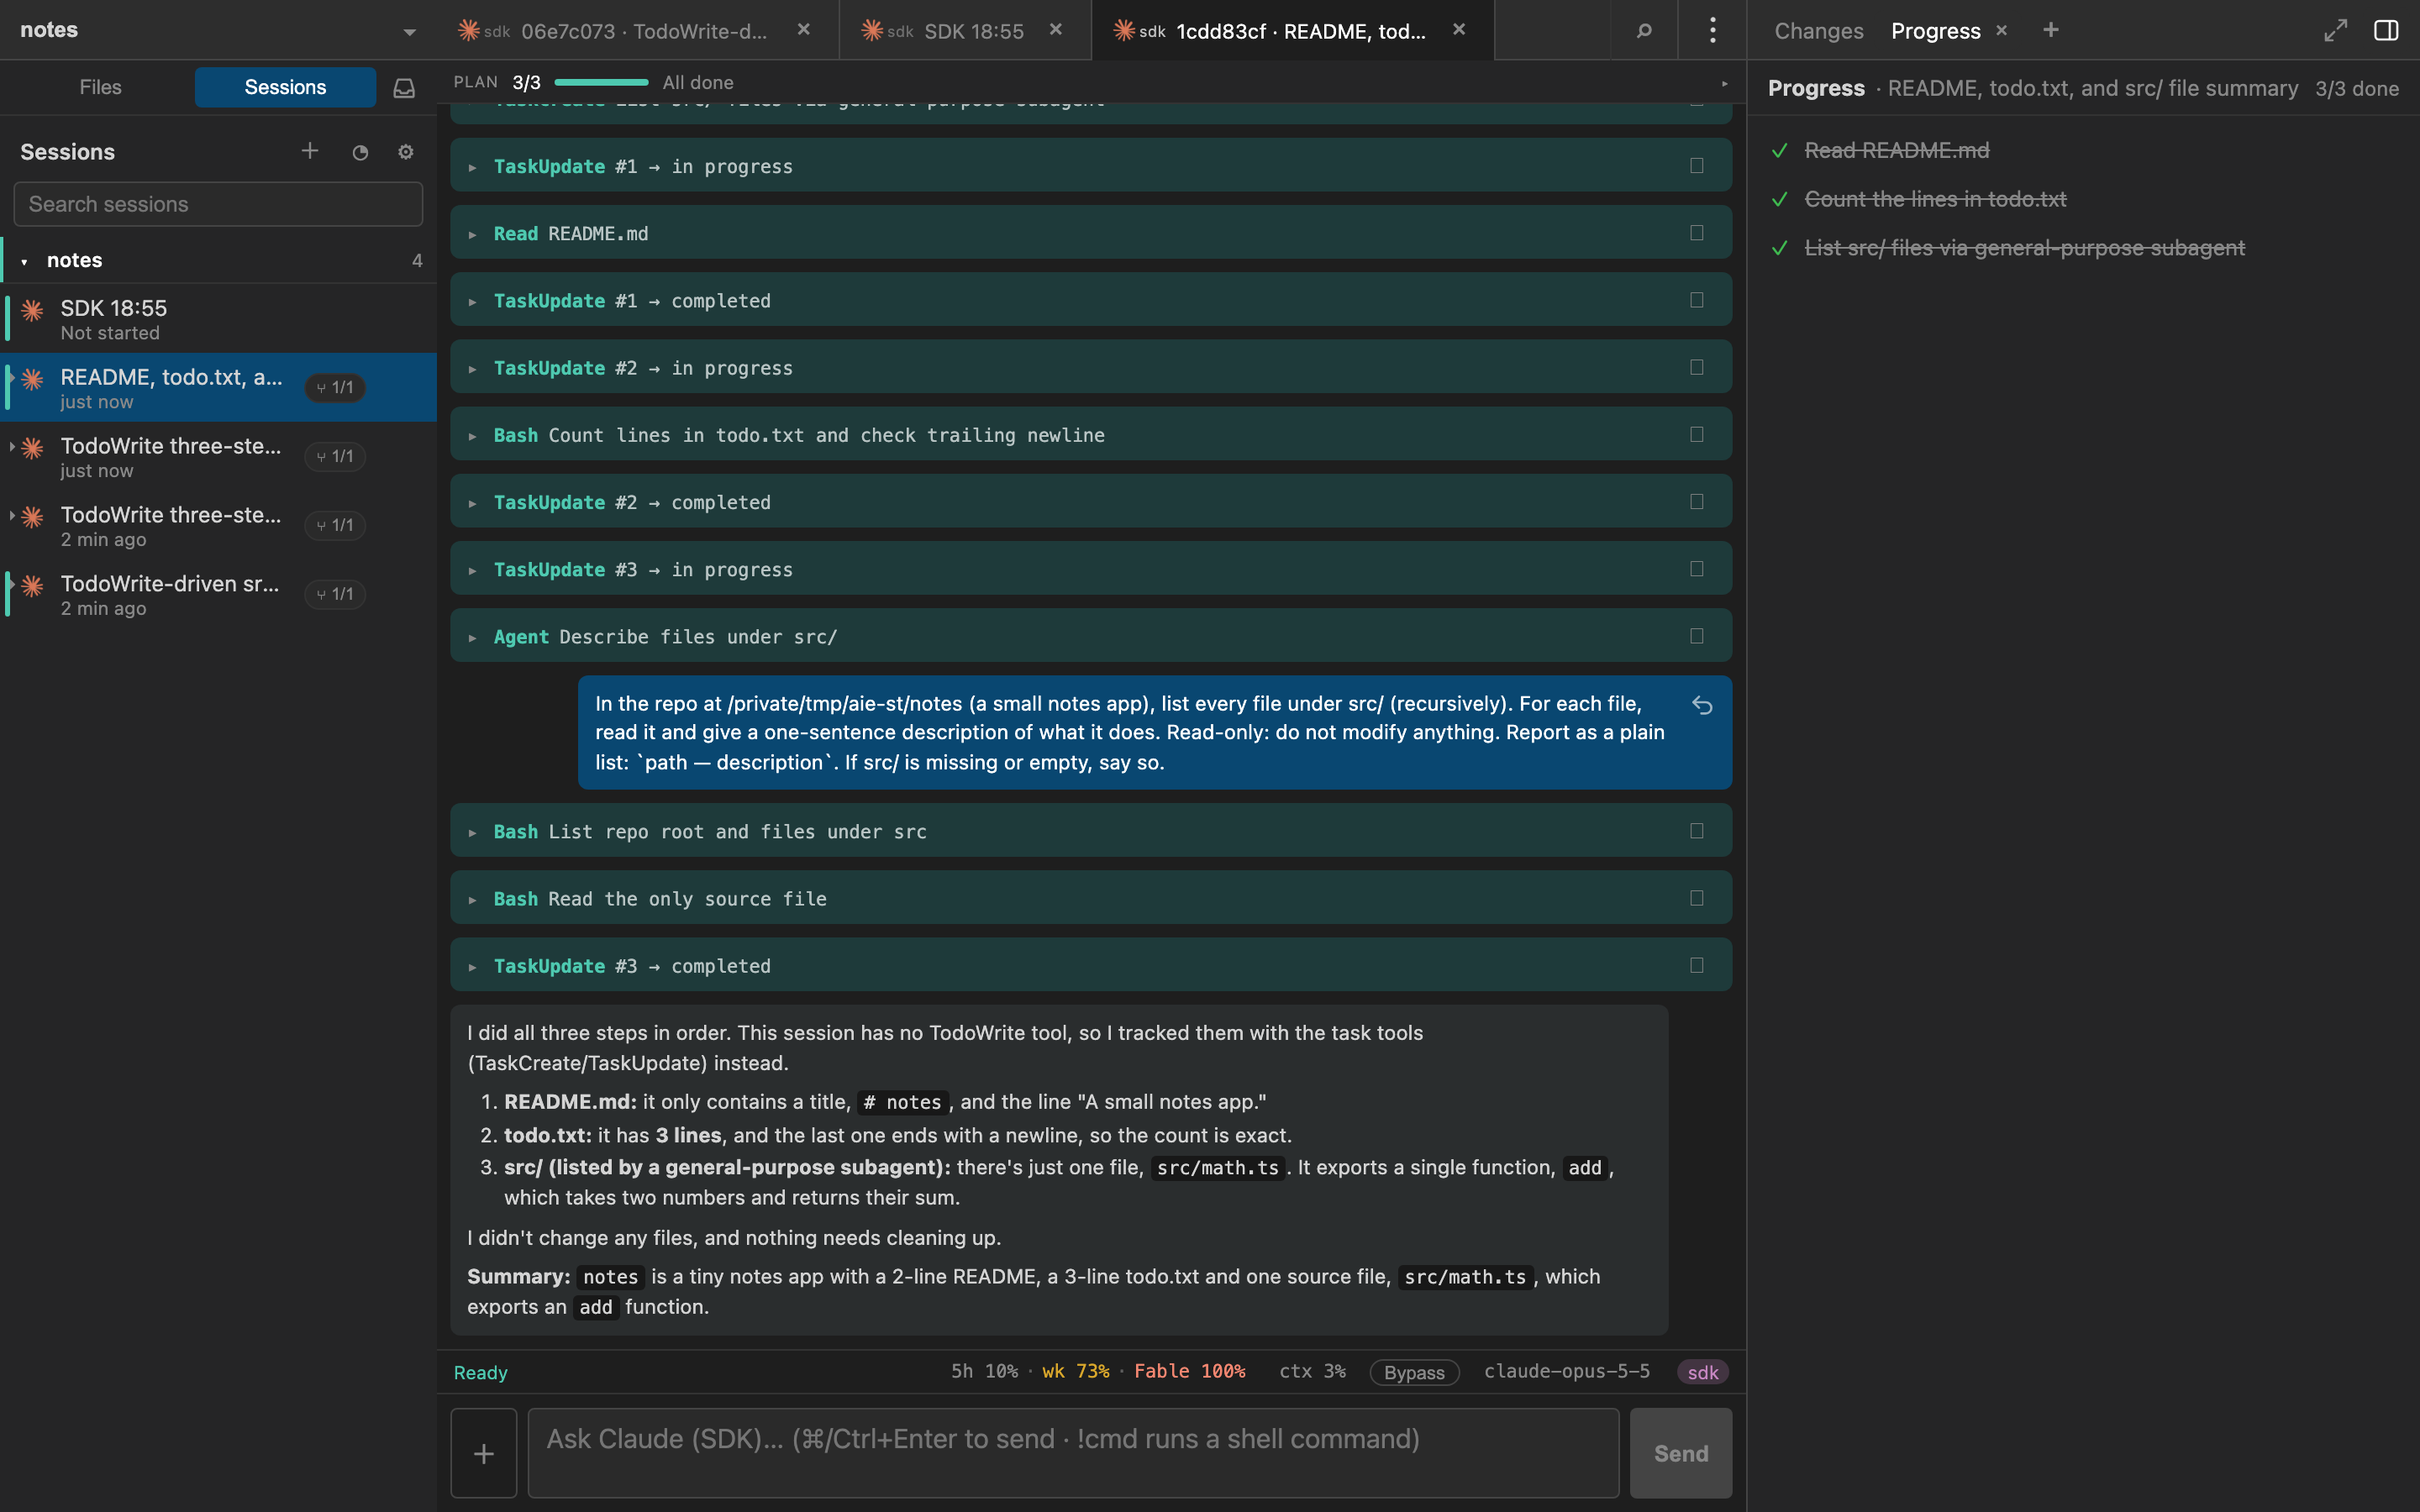 notes
sdk 06e7c073 · TodoWrite-d...
sdk SDK 18:55
sdk 1cdd83cf · README, tod...
Changes
Progress
Files
Sessions
PLAN 3/3 All done
Progress · README, todo.txt, and src/ file summary 3/3 done
Sessions
Search sessions
notes 4
SDK 18:55
Not started
README, todo.txt, a... 1/1
just now
TodoWrite three-ste... 1/1
just now
TodoWrite three-ste... 1/1
2 min ago
TodoWrite-driven sr... 1/1
2 min ago
TaskCreate List src/ files via general-purpose subagent
TaskUpdate #1 → in progress
Read README.md
TaskUpdate #1 → completed
TaskUpdate #2 → in progress
Bash Count lines in todo.txt and check trailing newline
TaskUpdate #2 → completed
TaskUpdate #3 → in progress
Agent Describe files under src/
In the repo at /private/tmp/aie-st/notes (a small notes app), list every file under src/ (recursively). For each file,
read it and give a one-sentence description of what it does. Read-only: do not modify anything. Report as a plain
list: `path — description`. If src/ is missing or empty, say so.
Bash List repo root and files under src
Bash Read the only source file
TaskUpdate #3 → completed
I did all three steps in order. This session has no TodoWrite tool, so I tracked them with the task tools
(TaskCreate/TaskUpdate) instead.
1. README.md: it only contains a title, # notes, and the line "A small notes app."
2. todo.txt: it has 3 lines, and the last one ends with a newline, so the count is exact.
3. src/ (listed by a general-purpose subagent): there's just one file, src/math.ts. It exports a single function, add,
which takes two numbers and returns their sum.
I didn't change any files, and nothing needs cleaning up.
Summary: notes is a tiny notes app with a 2-line README, a 3-line todo.txt and one source file, src/math.ts, which
exports an add function.
Ready
5h 10% · wk 73% · Fable 100% ctx 3% Bypass claude-opus-5-5 sdk
Ask Claude (SDK)... (⌘/Ctrl+Enter to send · !cmd runs a shell command)
Send
✓ Read README.md
✓ Count the lines in todo.txt
✓ List src/ files via general-purpose subagent